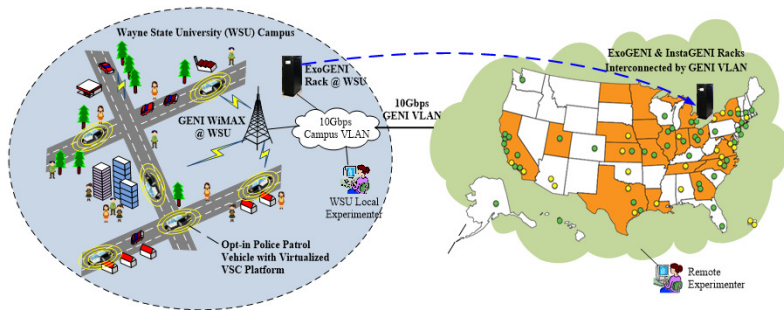 Wayne State University (WSU) Campus
ExoGENI
Rack @ WSU
GENI WiMAX
@ WSU
10Gbps
Campus VLAN
WSU Local
Experimenter
Opt-in Police Patrol
Vehicle with Virtualized
VSC Platform
10Gbps
GENI VLAN
ExoGENI & InstaGENI Racks
Interconnected by GENI VLAN
Remote
Experimenter